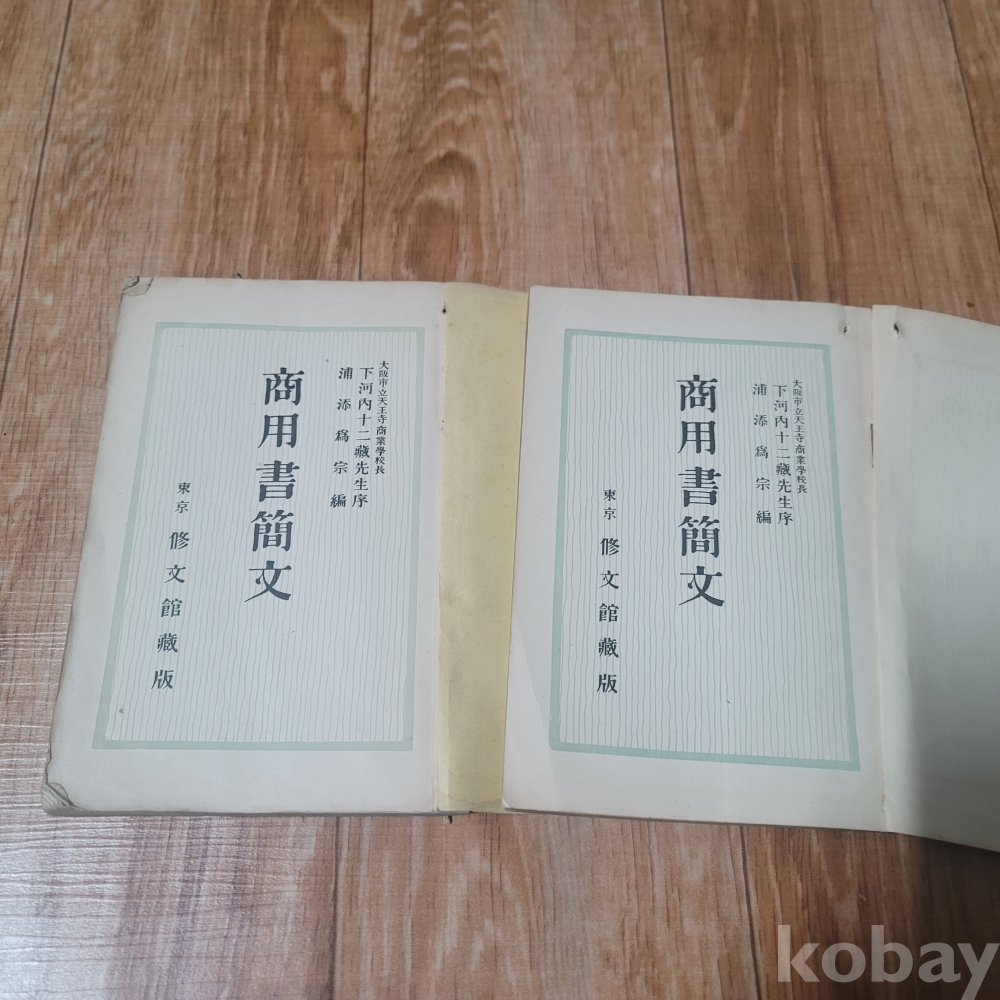 大阪市立天王寺商業學校長
下河內十二藏先生序
浦添爲宗編
商用書簡文
東京 修文館藏版
大阪市立天王寺商業學校長
下河內十二藏先生序
浦添爲宗編
商用書簡文
東京 修文館藏版
kobay